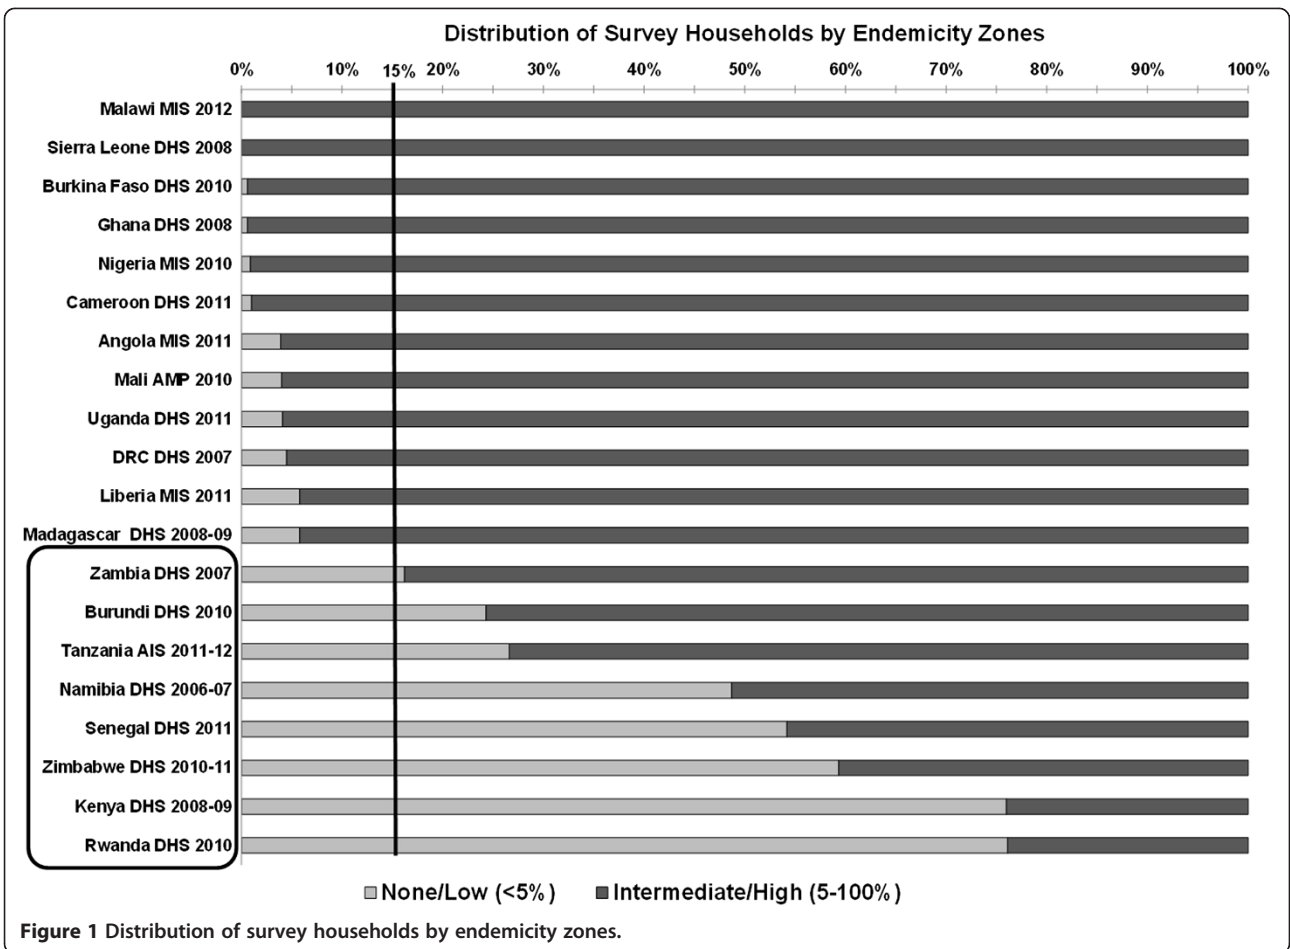 Distribution of Survey Households by Endemicity Zones
0% 10% 15% 20% 30% 40% 50% 60% 70% 80% 90% 100%
Malawi MIS 2012
Sierra Leone DHS 2008
Burkina Faso DHS 2010
Ghana DHS 2008
Nigeria MIS 2010
Cameroon DHS 2011
Angola MIS 2011
Mali AMP 2010
Uganda DHS 2011
DRC DHS 2007
Liberia MIS 2011
Madagascar DHS 2008-09
Zambia DHS 2007
Burundi DHS 2010
Tanzania AIS 2011-12
Namibia DHS 2006-07
Senegal DHS 2011
Zimbabwe DHS 2010-11
Kenya DHS 2008-09
Rwanda DHS 2010
None/Low (<5%) Intermediate/High (5-100%)
Figure 1 Distribution of survey households by endemicity zones.